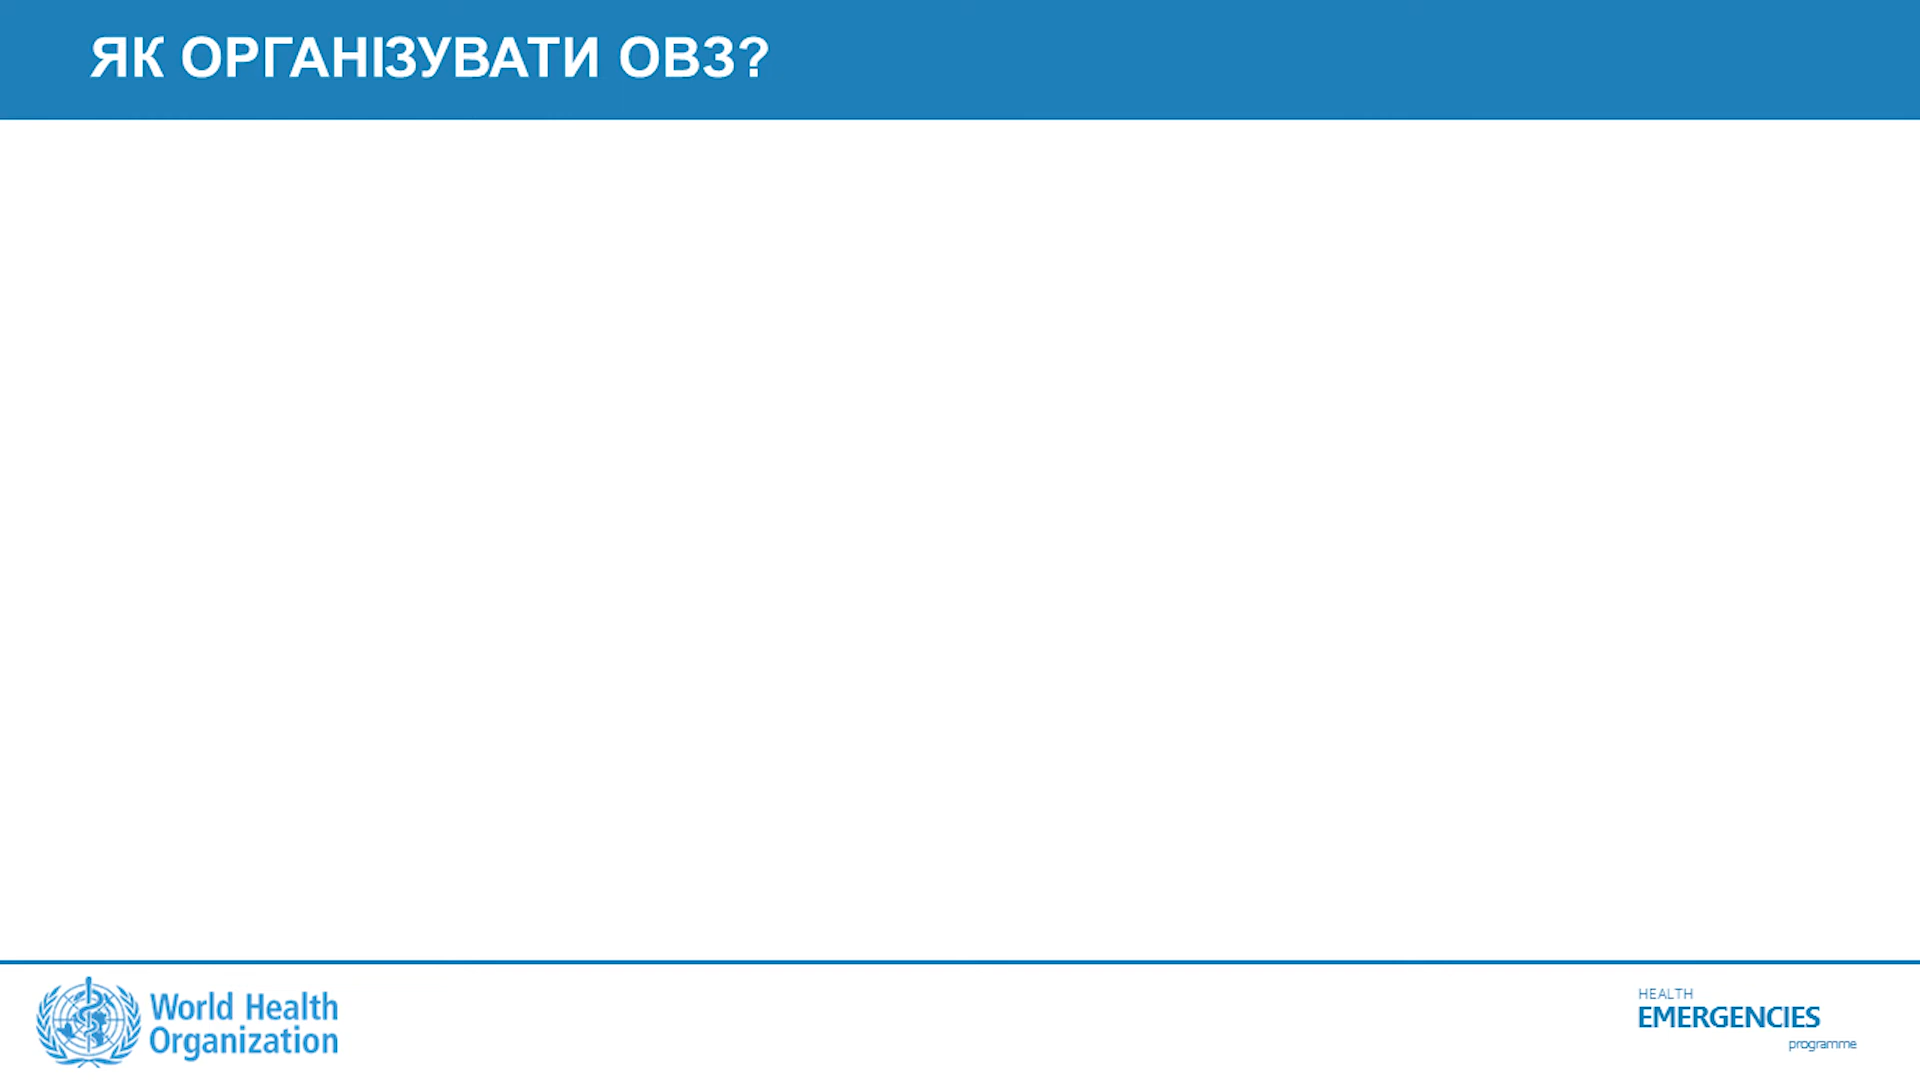 ЯК ОРГАНІЗУВАТИ ОВЗ?
World Health
Organization
HEALTH
EMERGENCIES
programme